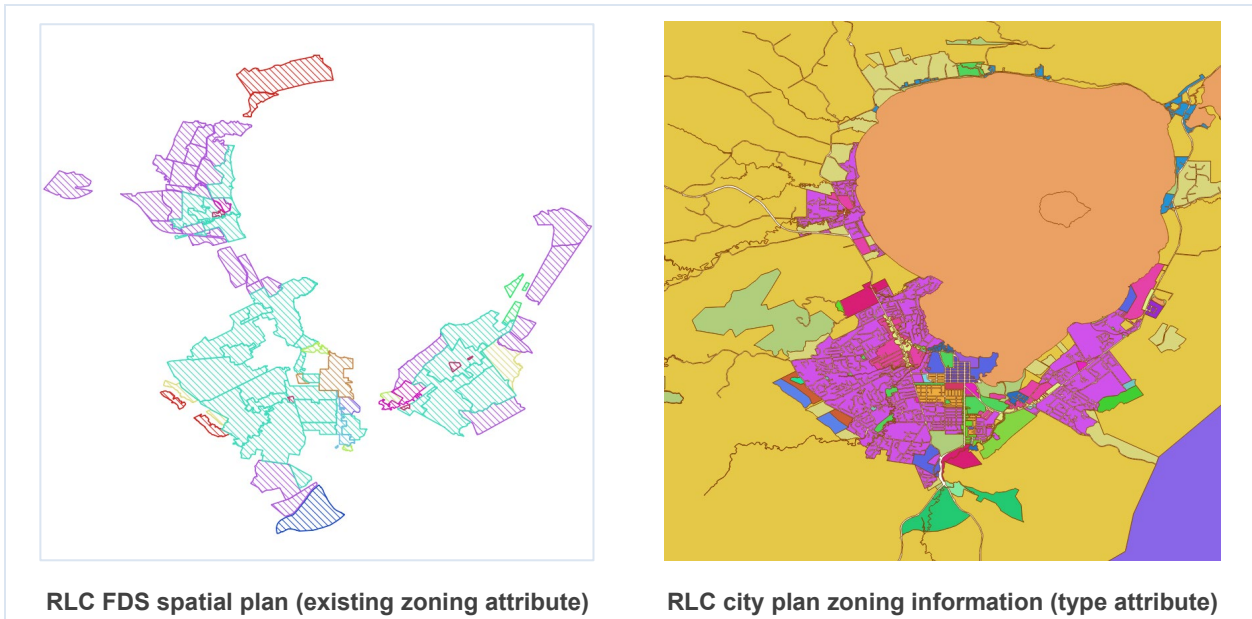 RLC FDS spatial plan (existing zoning attribute)
RLC city plan zoning information (type attribute)